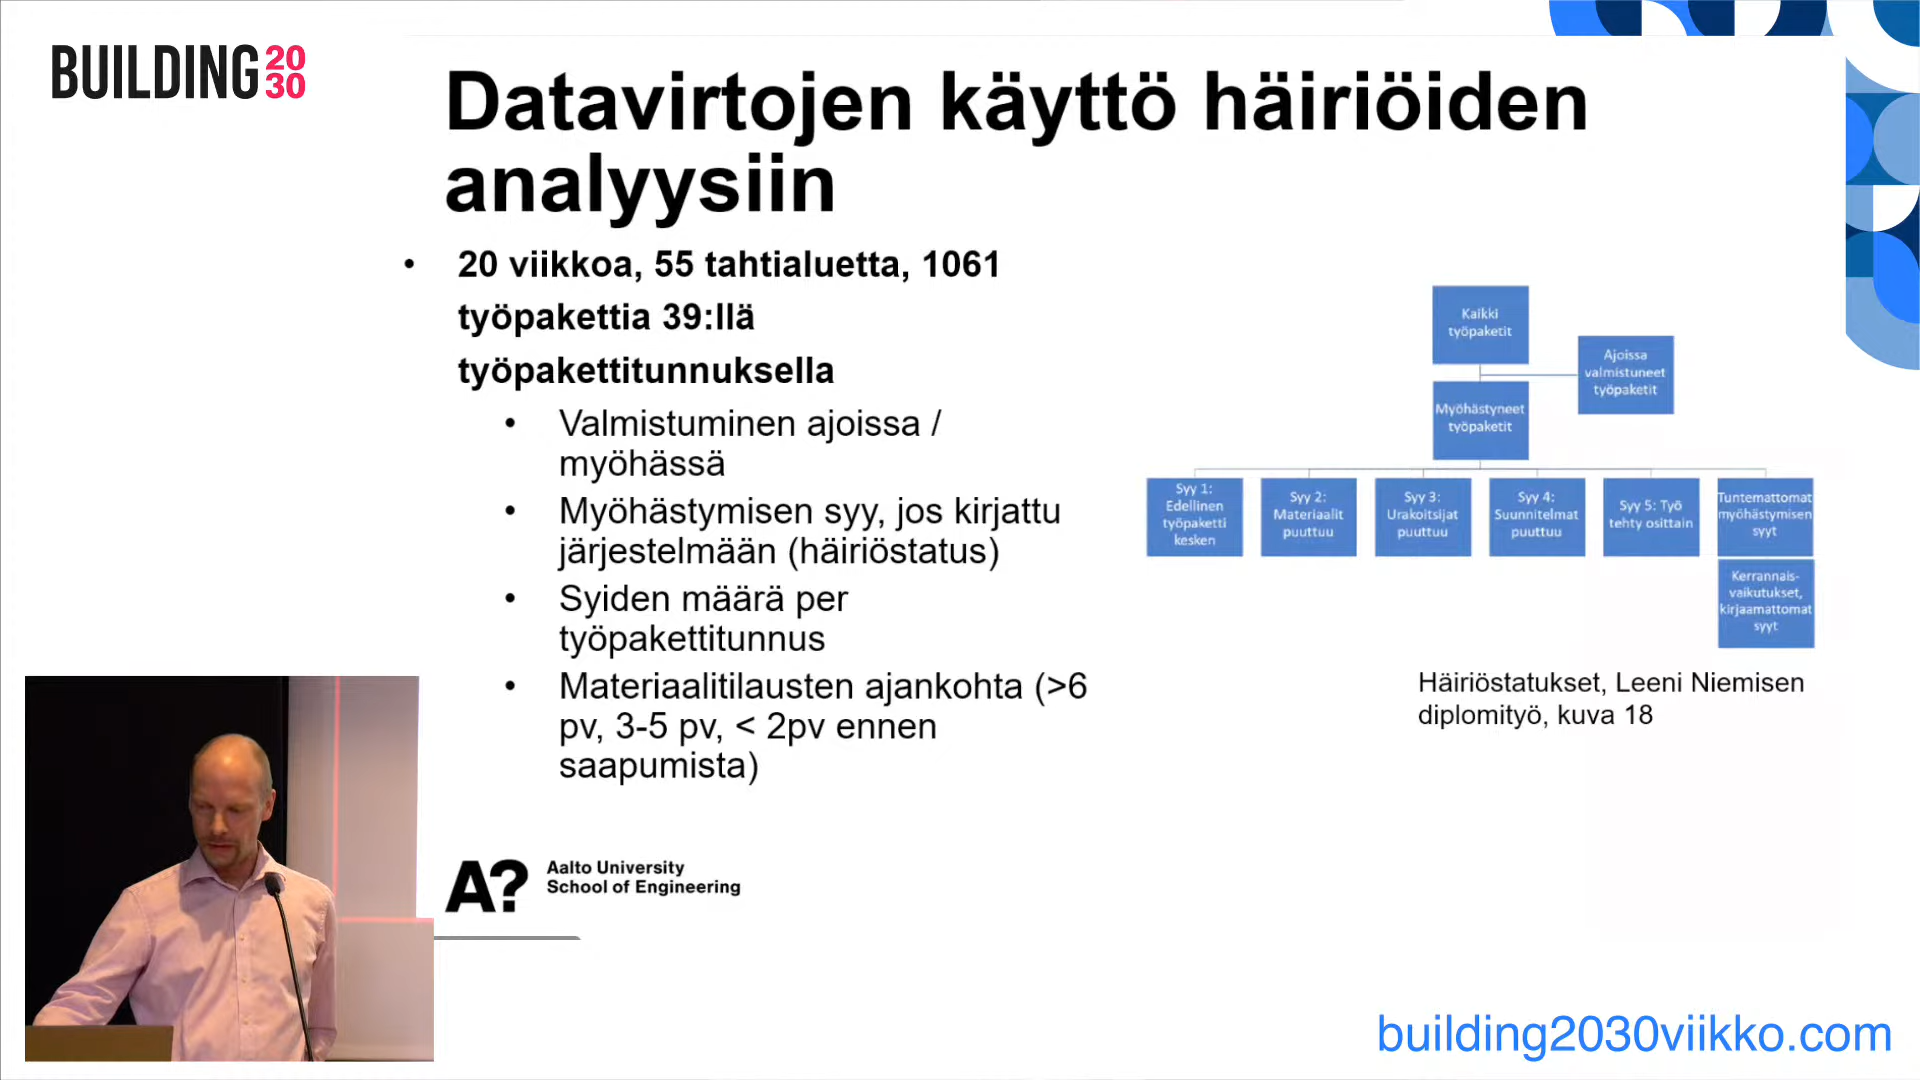 BUILDING 2030
Datavirtojen käyttö häiriöiden
analyysiin
• 20 viikkoa, 55 tahtialuetta, 1061
työpakettia 39:llä
työpakettitunnuksella
• Valmistuminen ajoissa /
myöhässä
• Myöhästymisen syy, jos kirjattu
järjestelmään (häiriöstatus)
• Syiden määrä per
työpakettitunnus
• Materiaalitilausten ajankohta (>6
pv, 3-5 pv, < 2pv ennen
saapumista)
Kaikki
työpaketit
Ajoissa
valmistuneet
työpaketit
Myöhästyneet
työpaketit
Syy 1:
Edellinen
työpaketti
kesken
Syy 2:
Materiaalit
puuttuu
Syy 3:
Urakoitsijat
puuttuu
Syy 4:
Suunnitelmat
puuttuu
Syy 5: Työ
tehty osittain
Tuntemattomat
myöhästymisen
syyt
Kerrannais-
vaikutukset,
kirjaamattomat
syyt
Häiriöstatukset, Leeni Niemisen
diplomityö, kuva 18
A?
Aalto University
School of Engineering
building2030viikko.com